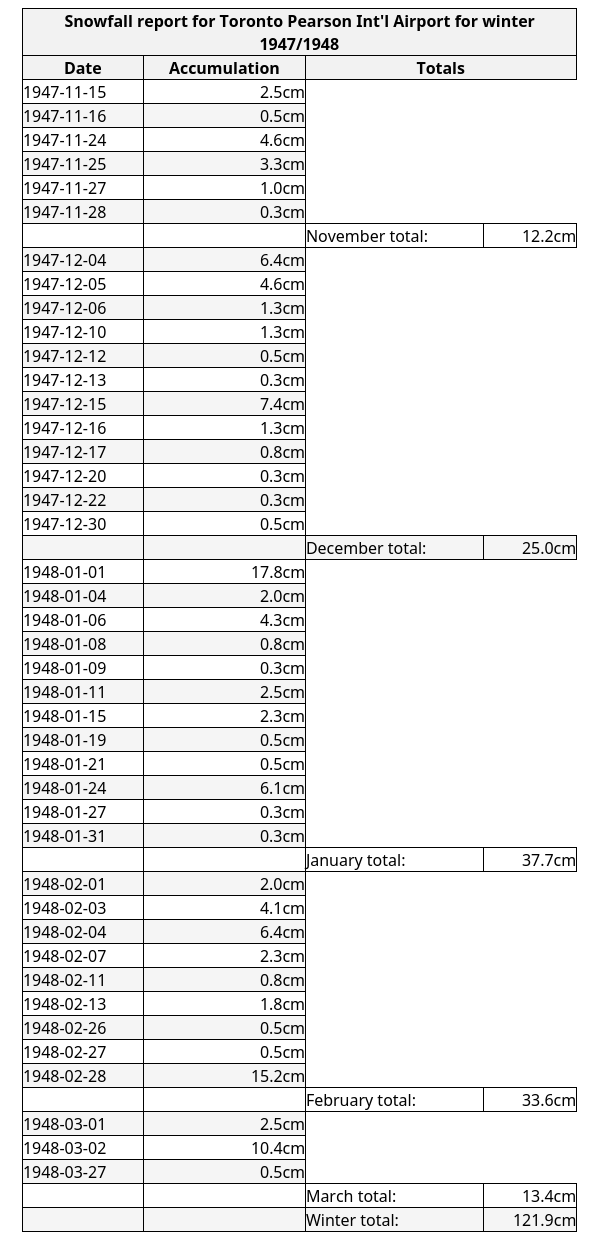 Snowfall report for Toronto Pearson Int'l Airport for winter
1947/1948
Date Accumulation Totals
1947-11-15 2.5cm
1947-11-16 0.5cm
1947-11-24 4.6cm
1947-11-25 3.3cm
1947-11-27 1.0cm
1947-11-28 0.3cm
November total: 12.2cm
1947-12-04 6.4cm
1947-12-05 4.6cm
1947-12-06 1.3cm
1947-12-10 1.3cm
1947-12-12 0.5cm
1947-12-13 0.3cm
1947-12-15 7.4cm
1947-12-16 1.3cm
1947-12-17 0.8cm
1947-12-20 0.3cm
1947-12-22 0.3cm
1947-12-30 0.5cm
December total: 25.0cm
1948-01-01 17.8cm
1948-01-04 2.0cm
1948-01-06 4.3cm
1948-01-08 0.8cm
1948-01-09 0.3cm
1948-01-11 2.5cm
1948-01-15 2.3cm
1948-01-19 0.5cm
1948-01-21 0.5cm
1948-01-24 6.1cm
1948-01-27 0.3cm
1948-01-31 0.3cm
January total: 37.7cm
1948-02-01 2.0cm
1948-02-03 4.1cm
1948-02-04 6.4cm
1948-02-07 2.3cm
1948-02-11 0.8cm
1948-02-13 1.8cm
1948-02-26 0.5cm
1948-02-27 0.5cm
1948-02-28 15.2cm
February total: 33.6cm
1948-03-01 2.5cm
1948-03-02 10.4cm
1948-03-27 0.5cm
March total: 13.4cm
Winter total: 121.9cm